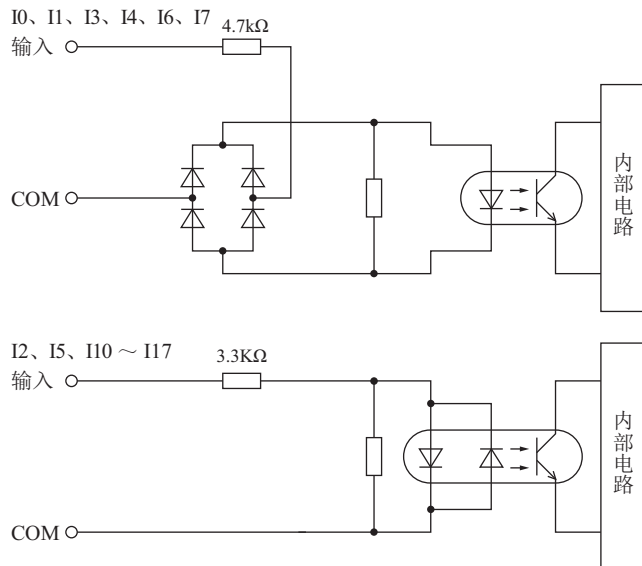 I0、I1、I3、I4、I6、I7
输入
4.7kΩ
COM
内部电路
I2、I5、I10 ～ I17
输入
3.3KΩ
COM
内部电路